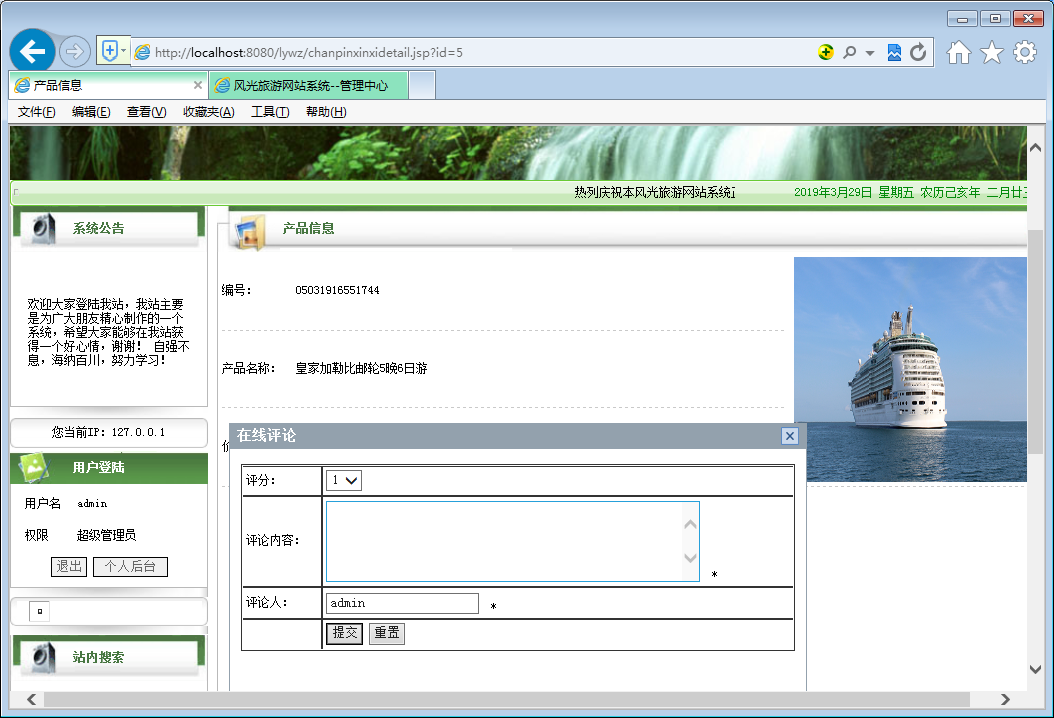 http://localhost:8080/lywz/chanpinxinxidetail.jsp?id=5
产品信息
风光旅游网站系统--管理中心
文件(F) 编辑(E) 查看(V) 收藏夹(A) 工具(T) 帮助(H)
热列庆祝本风光旅游网站系统 2019年3月29日 星期五 农历己亥年 二月廿三
系统公告
产品信息
欢迎大家登陆我站，我站主要
是为广大朋友精心制作的一个
系统，希望大家能够在我站获
得一个好心情，谢谢！ 自强不
息，海纳百川，努力学习！
编号： 05031916551744
产品名称： 皇家加勒比邮轮5晚6日游
您当前IP：127.0.0.1
用户登陆
用户名 admin
权限 超级管理员
退出 个人后台
站内搜索
在线评论
评分： 1
评论内容： *
评论人： admin *
提交 重置